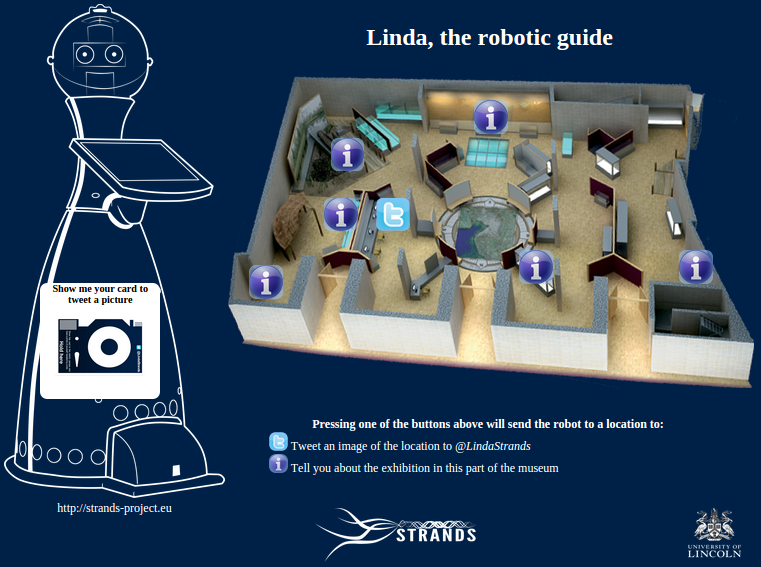 Linda, the robotic guide
Show me your card to
tweet a picture
Pressing one of the buttons above will send the robot to a location to:
Tweet an image of the location to @LindaStrands
Tell you about the exhibition in this part of the museum
http://strands-project.eu
STRANDS
UNIVERSITY OF
LINCOLN